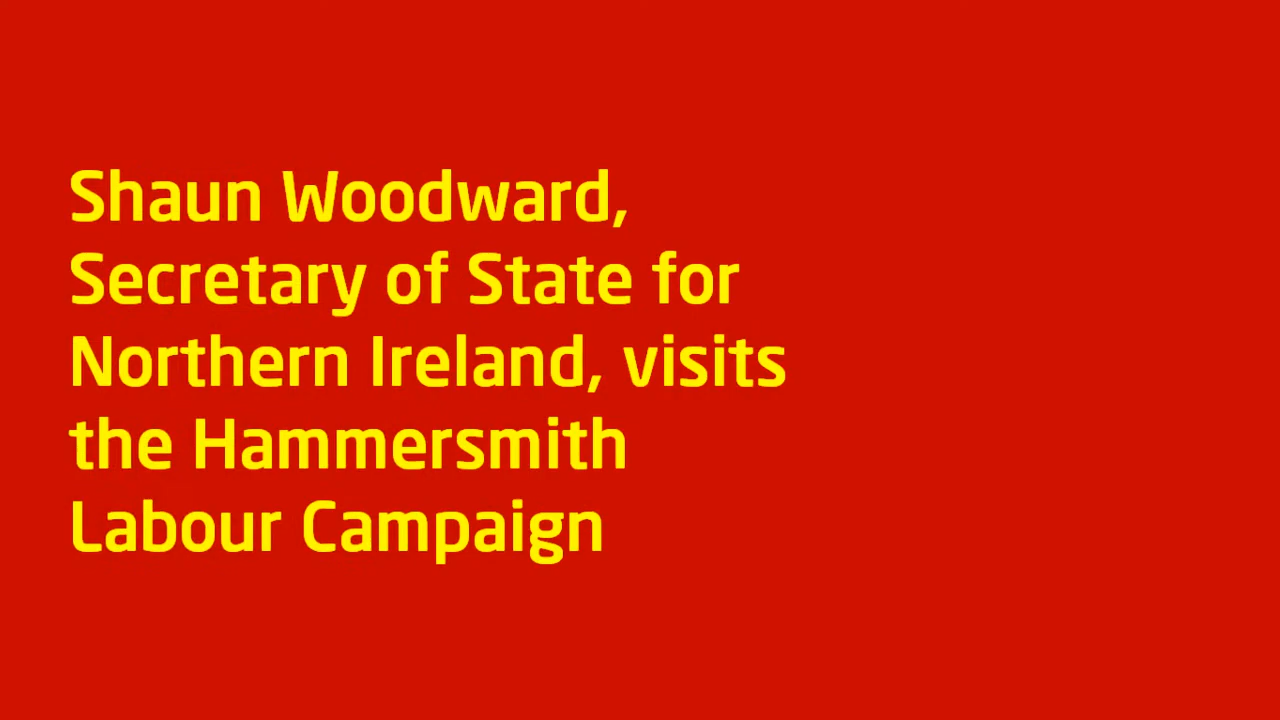 Shaun Woodward,
Secretary of State for
Northern Ireland, visits
the Hammersmith
Labour Campaign